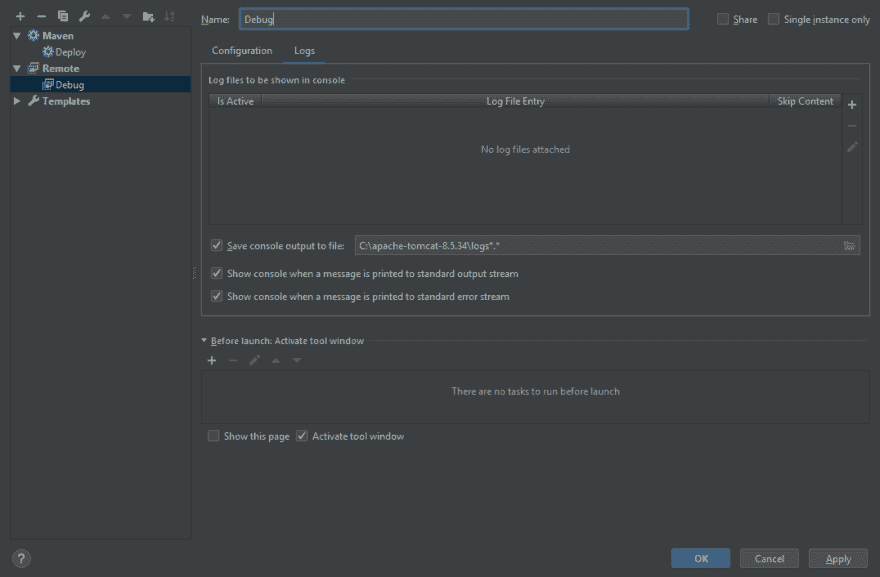 Name: Debug
Share
Single instance only
Maven
Deploy
Remote
Debug
Templates
Configuration
Logs
Log files to be shown in console
Is Active
Log File Entry
Skip Content
No log files attached
Save console output to file: C:\apache-tomcat-8.5.34\logs*.*
Show console when a message is printed to standard output stream
Show console when a message is printed to standard error stream
Before launch: Activate tool window
There are no tasks to run before launch
Show this page
Activate tool window
?
OK
Cancel
Apply